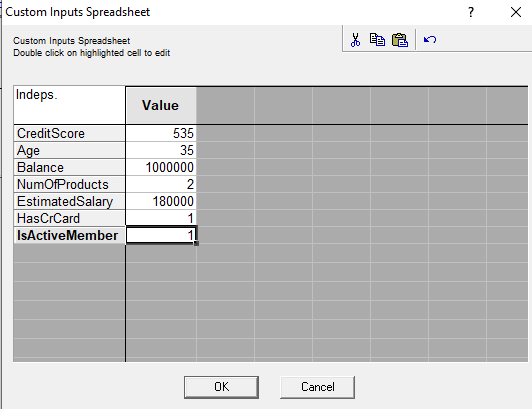 Custom Inputs Spreadsheet ? X
Custom Inputs Spreadsheet
Double click on highlighted cell to edit
Indeps. Value
CreditScore 535
Age 35
Balance 1000000
NumOfProducts 2
EstimatedSalary 180000
HasCrCard 1
IsActiveMember 1
OK Cancel